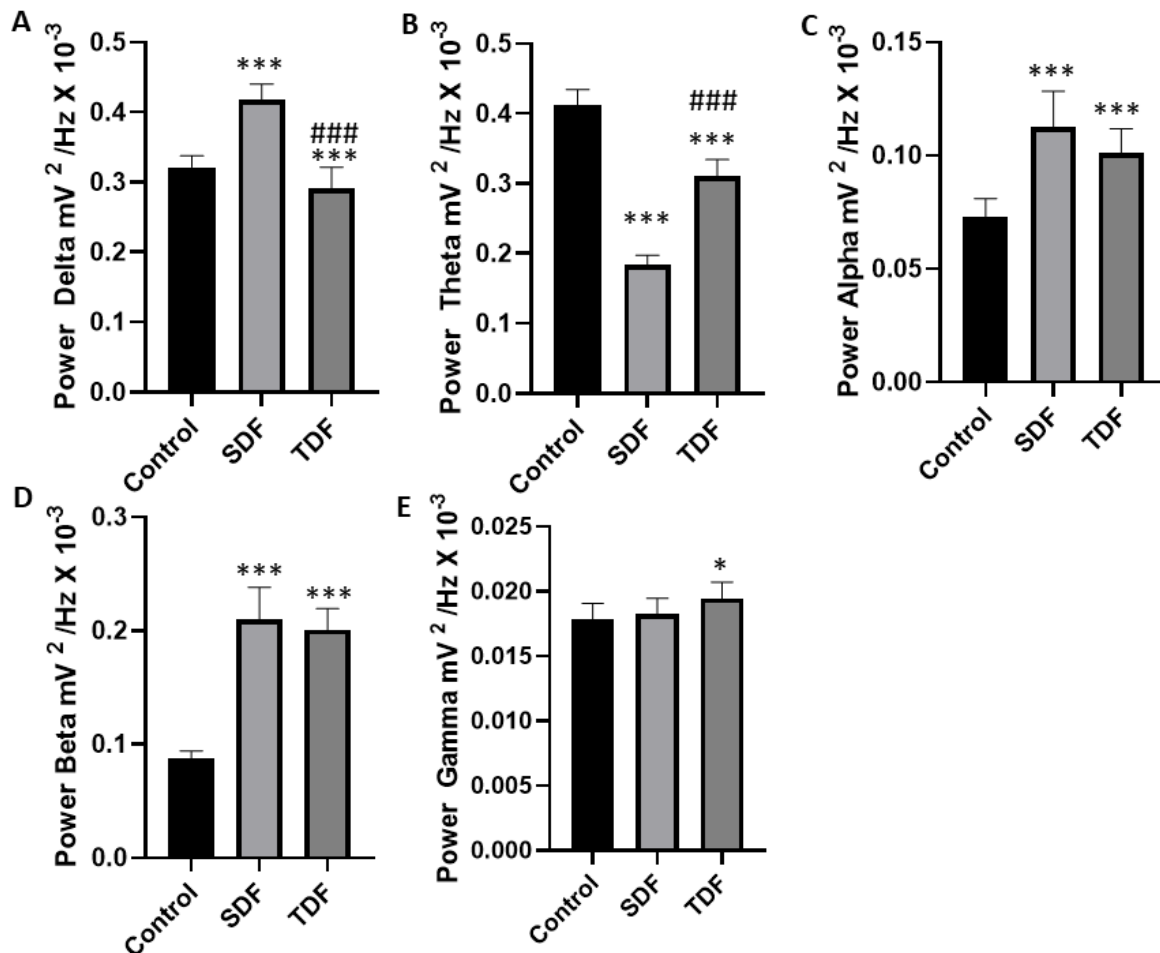 A
Power Delta mV 2 /Hz X 10-3
0.5
0.4
0.3
0.2
0.1
0.0
***
###
***
Control
SDF
TDF
B
Power Theta mV 2 /Hz X 10-3
0.5
0.4
0.3
0.2
0.1
0.0
***
###
***
Control
SDF
TDF
C
Power Alpha mV 2 /Hz X 10-3
0.15
0.10
0.05
0.00
***
***
Control
SDF
TDF
D
Power Beta mV 2 /Hz X 10-3
0.3
0.2
0.1
0.0
***
***
Control
SDF
TDF
E
Power Gamma mV 2 /Hz X 10-3
0.025
0.020
0.015
0.010
0.005
0.000
*
Control
SDF
TDF